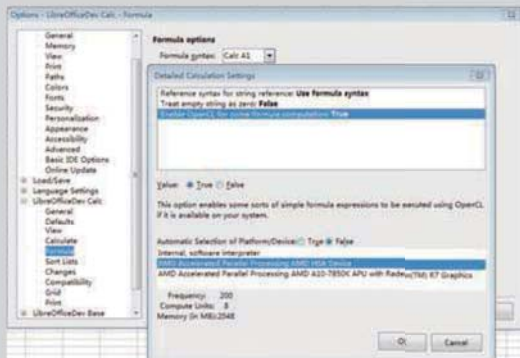 Options - LibreOfficeDev Calc - Formula
General
Memory
View
Print
Paths
Colors
Fonts
Security
Personalization
Appearance
Accessibility
Advanced
Basic IDE Options
Online Update
Load/Save
Language Settings
LibreOfficeDev Calc
General
Defaults
View
Calculate
Formula
Sort Lists
Changes
Compatibility
Grid
Print
LibreOfficeDev Base
Formula options
Formula syntax: Calc A1
Detailed Calculation Settings
Reference syntax for string reference: Use formula syntax
Treat empty string as zero: False
Enable OpenCL for some formula computation: True
Value: True False
This option enables some sorts of simple formula expressions to be executed using OpenCL
if it is available on your system.
Automatic Selection of Platform/Device: True False
Internal, software interpreter
AMD Accelerated Parallel Processing AMD HSA Device
AMD Accelerated Parallel Processing AMD A10-7850K APU with Radeon(TM) R7 Graphics
Frequency: 200
Compute Units: 8
Memory (in MB): 2048
OK
Cancel